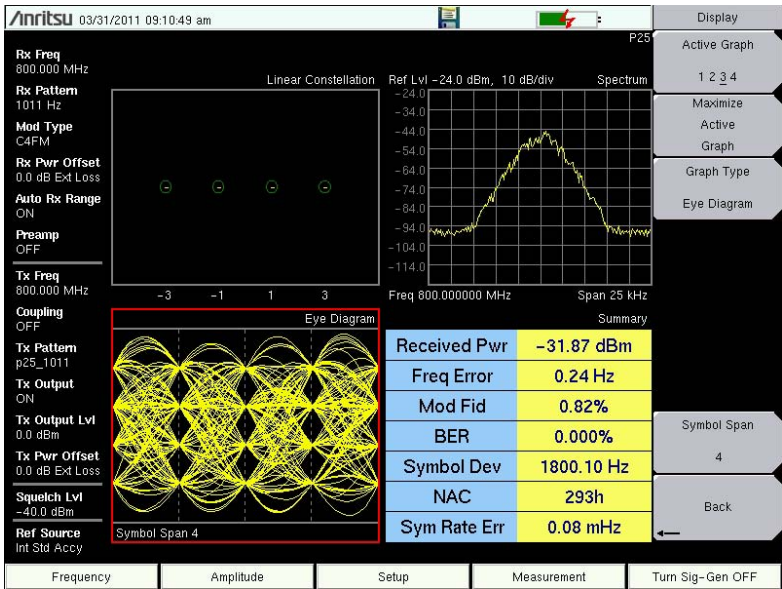 Anritsu 03/31/2011 09:10:49 am
P25
Rx Freq
800.000 MHz
Rx Pattern
1011 Hz
Mod Type
C4FM
Rx Pwr Offset
0.0 dB Ext Loss
Auto Rx Range
ON
Preamp
OFF
Tx Freq
800.000 MHz
Coupling
OFF
Tx Pattern
p25_1011
Tx Output
ON
Tx Output Lvl
0.0 dBm
Tx Pwr Offset
0.0 dB Ext Loss
Squelch Lvl
-40.0 dBm
Ref Source
Int Std Accy
Linear Constellation
-3 -1 1 3
Ref Lvl -24.0 dBm, 10 dB/div Spectrum
-24.0
-34.0
-44.0
-54.0
-64.0
-74.0
-84.0
-94.0
-104.0
-114.0
Freq 800.000000 MHz Span 25 kHz
Eye Diagram
Symbol Span 4
Summary
Received Pwr -31.87 dBm
Freq Error 0.24 Hz
Mod Fid 0.82%
BER 0.000%
Symbol Dev 1800.10 Hz
NAC 293h
Sym Rate Err 0.08 mHz
Display
Active Graph
1 2 3 4
Maximize
Active
Graph
Graph Type
Eye Diagram
Symbol Span
4
Back
Frequency Amplitude Setup Measurement Turn Sig-Gen OFF